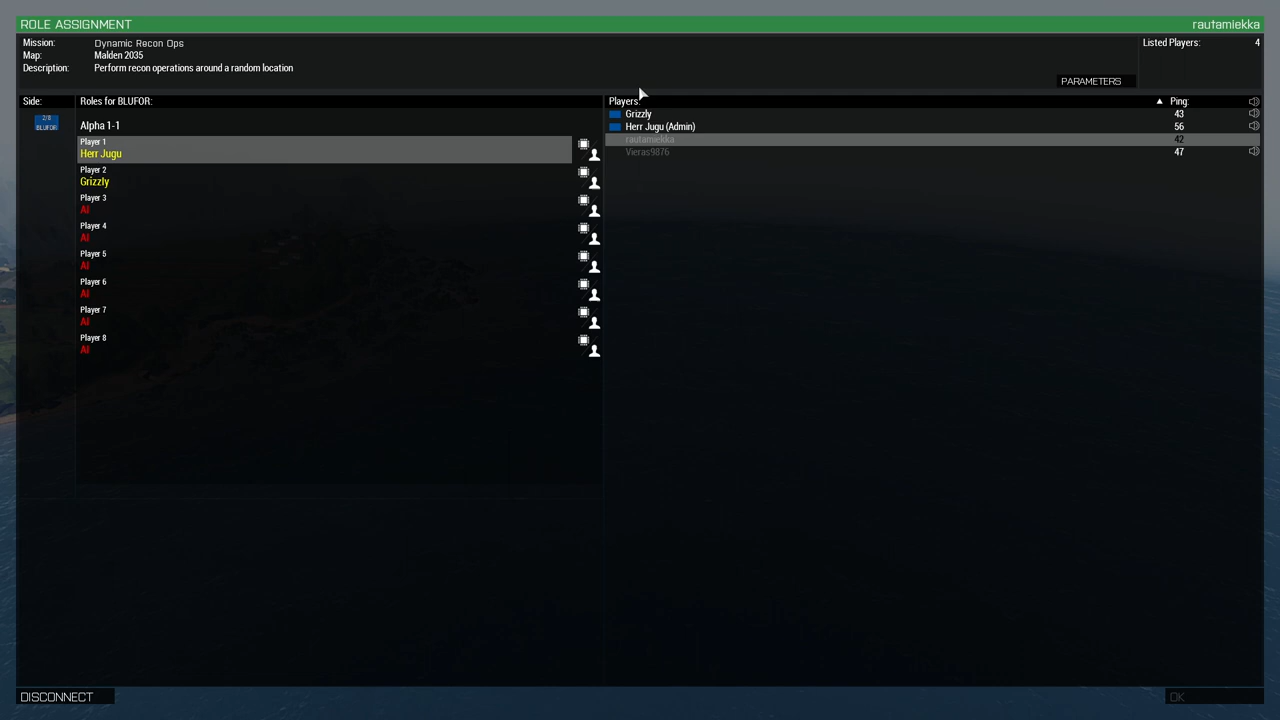 ROLE ASSIGNMENT
rautamiekka
Mission: Dynamic Recon Ops
Map: Malden 2035
Description: Perform recon operations around a random location
Listed Players: 4
PARAMETERS
Side:
2/8
BLUFOR
Roles for BLUFOR:
Alpha 1-1
Player 1
Herr Jugu
Player 2
Grizzly
Player 3
AI
Player 4
AI
Player 5
AI
Player 6
AI
Player 7
AI
Player 8
AI
Players: Ping:
Grizzly 43
Herr Jugu (Admin) 56
rautamiekka 42
Vieras9876 47
DISCONNECT
OK